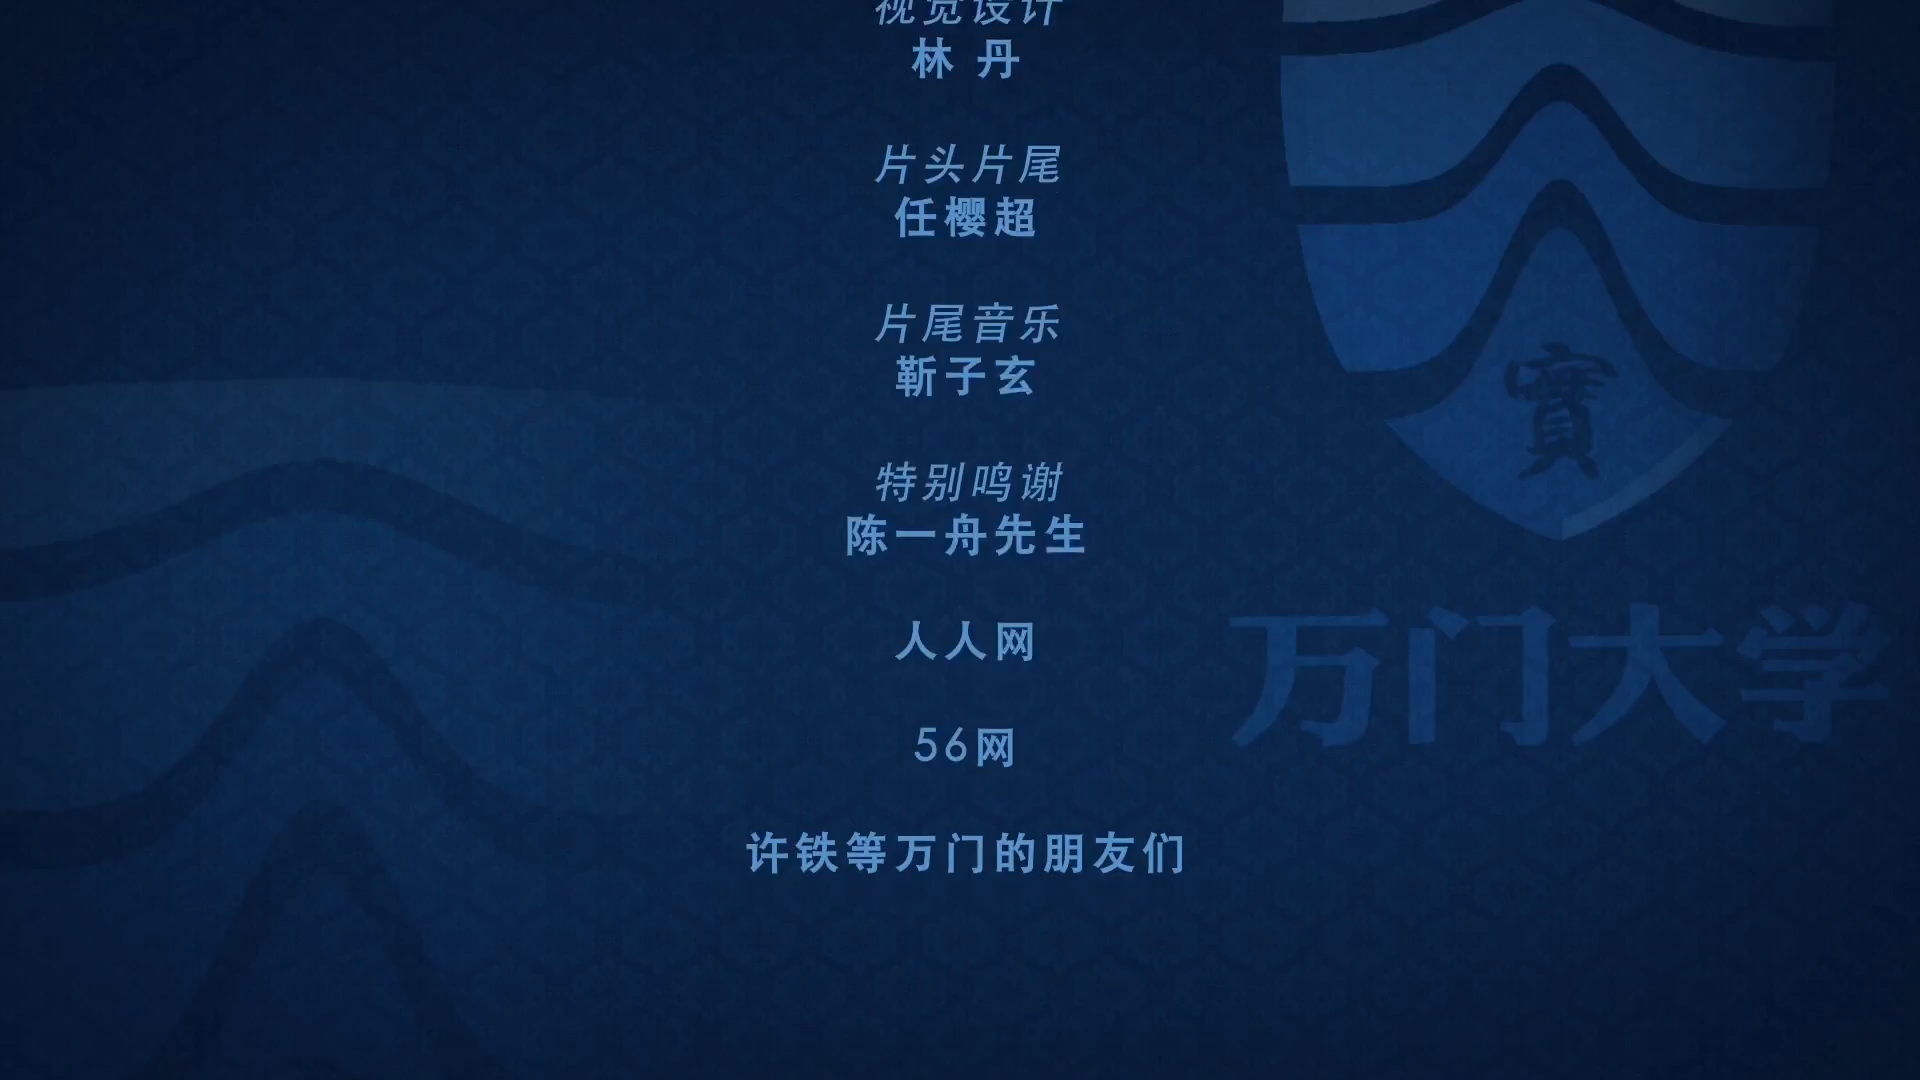 视觉设计
林 丹
片头片尾
任樱超
片尾音乐
靳子玄
特别鸣谢
陈一舟先生
人人网
56网
许铁等万门的朋友们
實
万门大学